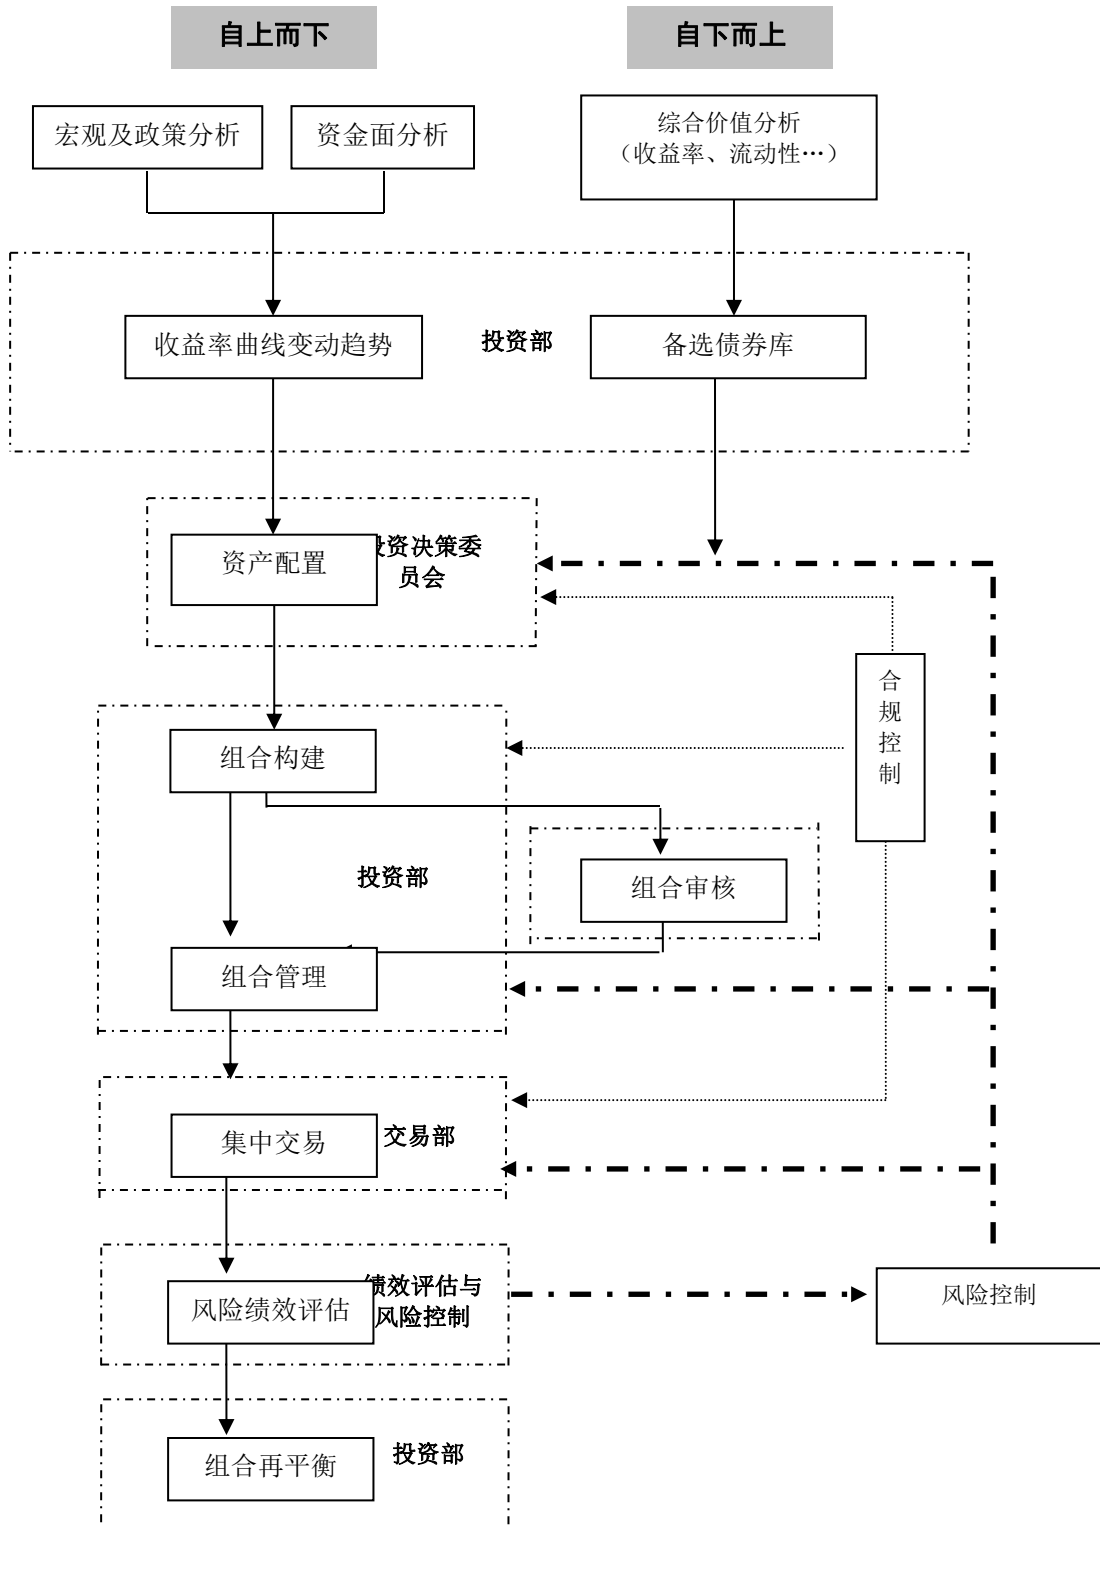 自上而下
自下而上
宏观及政策分析
资金面分析
综合价值分析
（收益率、流动性…）
收益率曲线变动趋势
投资部
备选债券库
资产配置
投资决策委
员会
合
规
控
制
组合构建
投资部
组合审核
组合管理
集中交易
交易部
风险绩效评估
绩效评估与
风险控制
风险控制
组合再平衡
投资部